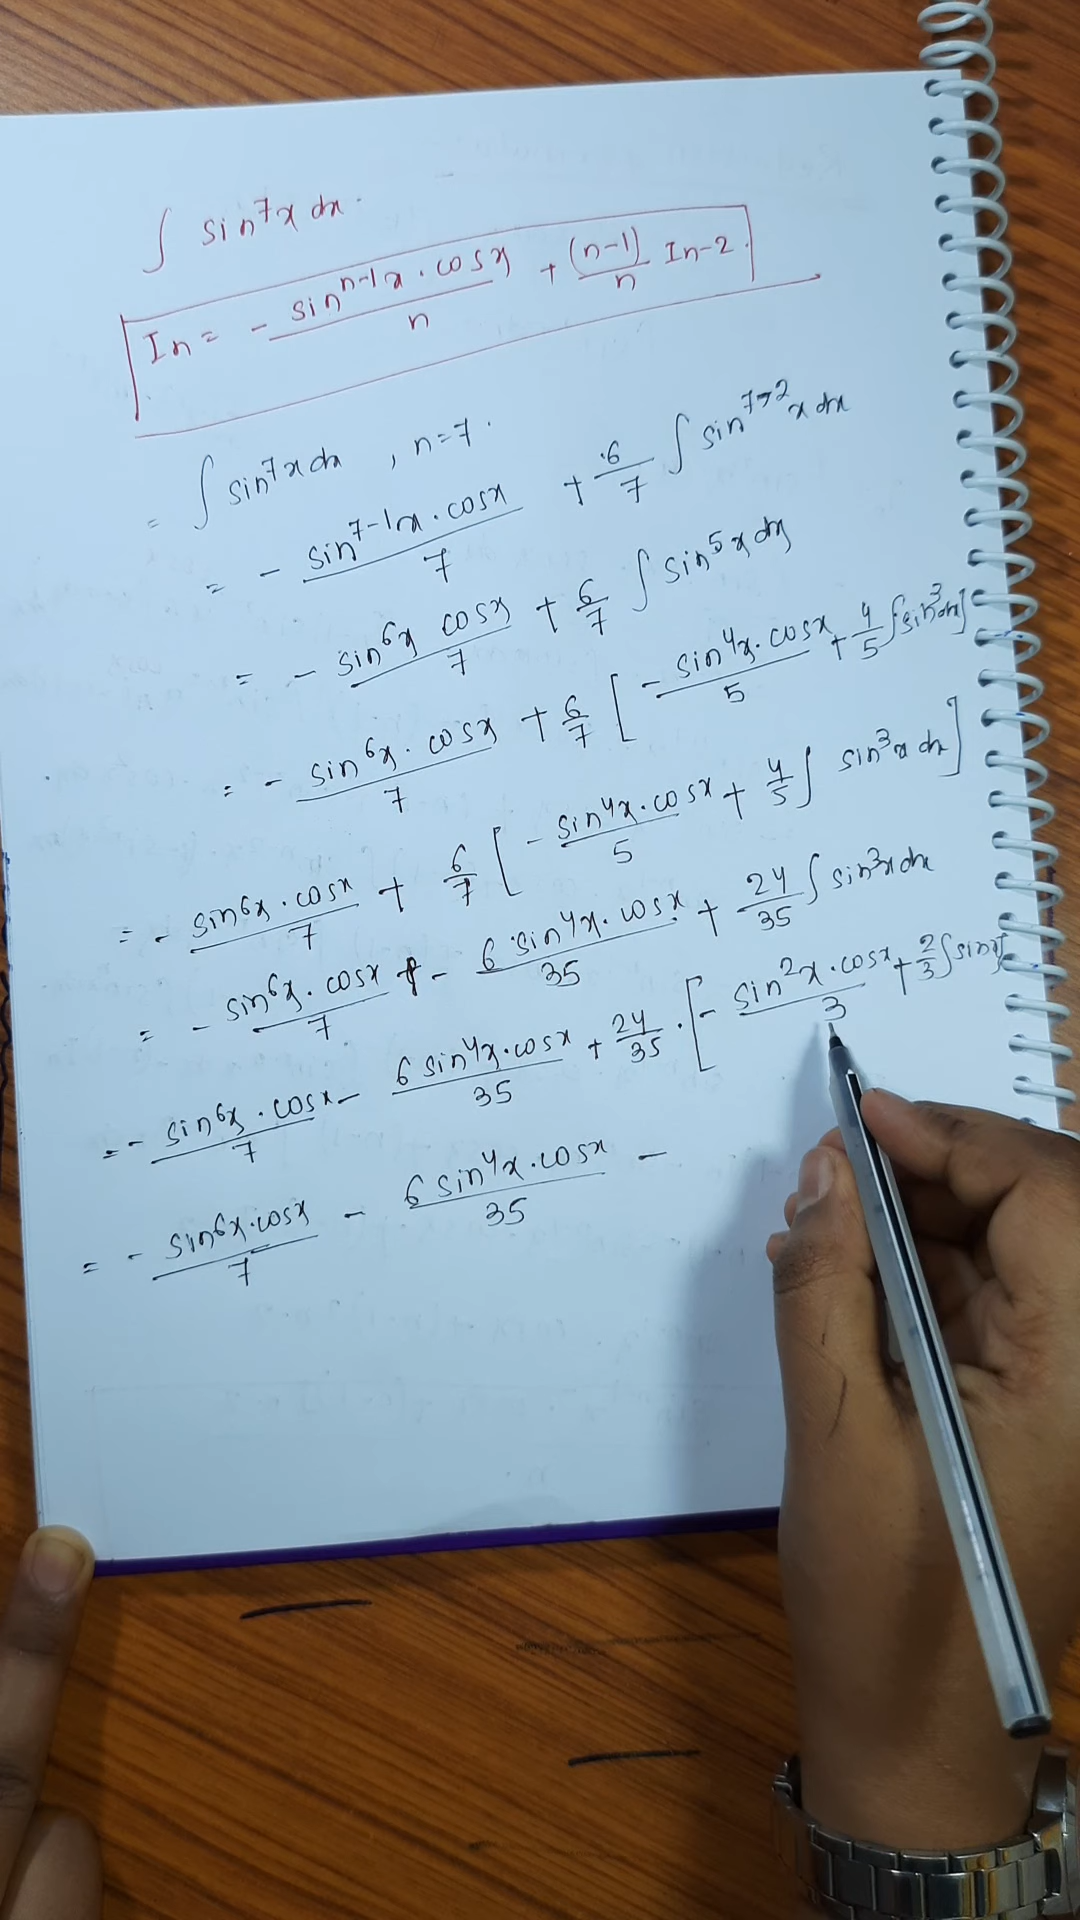 ∫ sin⁷x dx.
Iₙ = - sinⁿ⁻¹x · cosx / n + (n-1)/n Iₙ₋₂.
= ∫ sin⁷x dx , n=7.
= - sin⁷⁻¹x · cosx / 7 + 6/7 ∫ sin⁷⁻²x dx
= - sin⁶x cosx / 7 + 6/7 ∫ sin⁵x dx
= - sin⁶x · cosx / 7 + 6/7 [ - sin⁴x · cosx / 5 + 4/5 ∫ sin³x dx ]
= - sin⁶x · cosx / 7 + 6/7 [ - sin⁴x · cosx / 5 + 4/5 ∫ sin³x dx ]
= - sin⁶x · cosx / 7 - 6 sin⁴x · cosx / 35 + 24/35 ∫ sin³x dx
= - sin⁶x · cosx / 7 - 6 sin⁴x · cosx / 35 + 24/35 · [ - sin²x · cosx / 3 + 2/3 ∫ sinx ]
= - sin⁶x · cosx / 7 - 6 sin⁴x · cosx / 35 -